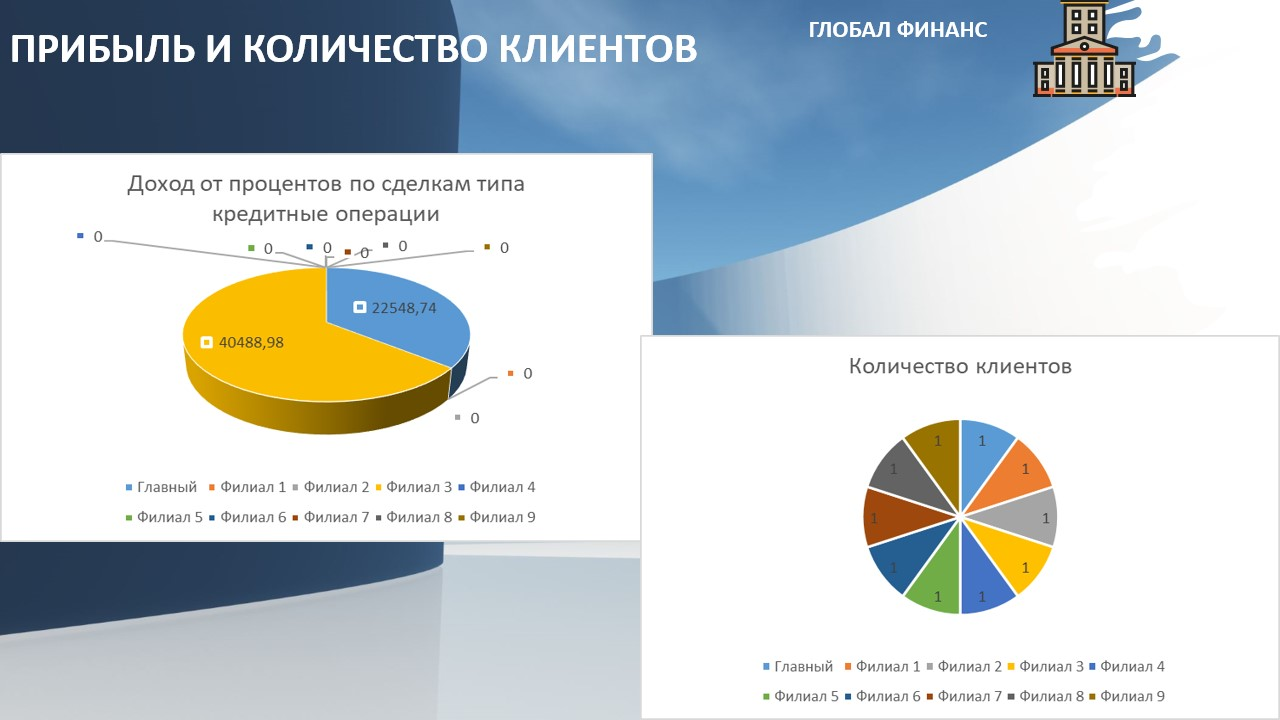 ПРИБЫЛЬ И КОЛИЧЕСТВО КЛИЕНТОВ
ГЛОБАЛ ФИНАНС
Доход от процентов по сделкам типа
кредитные операции
0
0
0
0
0
0
22548,74
40488,98
0
0
Главный Филиал 1 Филиал 2 Филиал 3 Филиал 4
Филиал 5 Филиал 6 Филиал 7 Филиал 8 Филиал 9
Количество клиентов
1
1
1
1
1
1
1
1
1
1
Главный Филиал 1 Филиал 2 Филиал 3 Филиал 4
Филиал 5 Филиал 6 Филиал 7 Филиал 8 Филиал 9